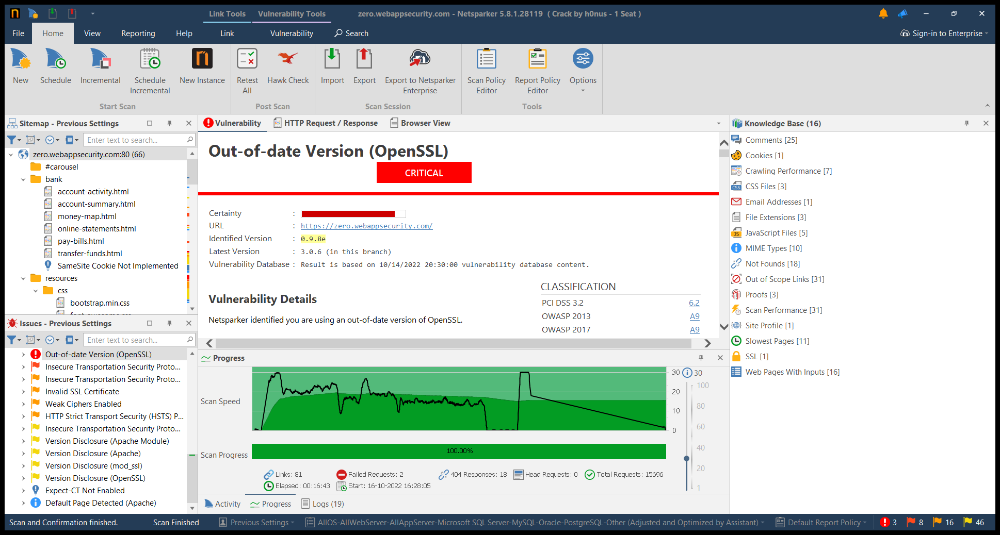 Link Tools Vulnerability Tools zero.webappsecurity.com - Netsparker 5.8.1.28119 ( Crack by h0nus - 1 Seat )
File Home View Reporting Help Link Vulnerability Search Sign-in to Enterprise
New Schedule Incremental Schedule Incremental New Instance
Start Scan
Retest All Hawk Check
Post Scan
Import Export Export to Netsparker Enterprise
Scan Session
Scan Policy Editor Report Policy Editor Options
Tools
Sitemap - Previous Settings
Enter text to search...
zero.webappsecurity.com:80 (66)
#carousel
bank
account-activity.html
account-summary.html
money-map.html
online-statements.html
pay-bills.html
transfer-funds.html
SameSite Cookie Not Implemented
resources
css
bootstrap.min.css
Issues - Previous Settings
Enter text to search...
Out-of-date Version (OpenSSL)
Insecure Transportation Security Proto...
Insecure Transportation Security Proto...
Invalid SSL Certificate
Weak Ciphers Enabled
HTTP Strict Transport Security (HSTS) P...
Insecure Transportation Security Proto...
Version Disclosure (Apache Module)
Version Disclosure (Apache)
Version Disclosure (mod_ssl)
Version Disclosure (OpenSSL)
Expect-CT Not Enabled
Default Page Detected (Apache)
Vulnerability HTTP Request / Response Browser View
Out-of-date Version (OpenSSL)
CRITICAL
Certainty :
URL : https://zero.webappsecurity.com/
Identified Version : 0.9.8e
Latest Version : 3.0.6 (in this branch)
Vulnerability Database : Result is based on 10/14/2022 20:30:00 vulnerability database content.
Vulnerability Details
Netsparker identified you are using an out-of-date version of OpenSSL.
CLASSIFICATION
PCI DSS 3.2 6.2
OWASP 2013 A9
OWASP 2017 A9
Progress
Scan Speed
30
20
10
0
30
100
80
60
40
20
1
Scan Progress 100.00%
Links: 81 Failed Requests: 2 404 Responses: 18 Head Requests: 0 Total Requests: 15696
Elapsed: 00:16:43 Start: 16-10-2022 16:28:05
Activity Progress Logs (19)
Knowledge Base (16)
Comments [25]
Cookies [1]
Crawling Performance [7]
CSS Files [3]
Email Addresses [1]
File Extensions [3]
JavaScript Files [5]
MIME Types [10]
Not Founds [18]
Out of Scope Links [31]
Proofs [3]
Scan Performance [31]
Site Profile [1]
Slowest Pages [11]
SSL [1]
Web Pages With Inputs [16]
Scan and Confirmation finished. Scan Finished Previous Settings AllOS-AllWebServer-AllAppServer-Microsoft SQL Server-MySQL-Oracle-PostgreSQL-Other (Adjusted and Optimized by Assistant) Default Report Policy 3 8 16 46